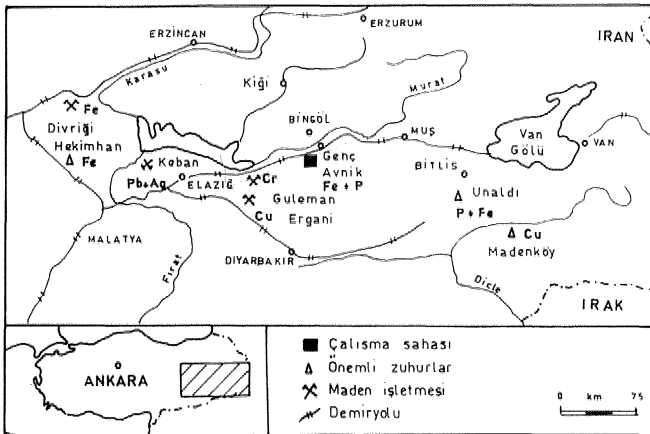 ERZİNCAN
ERZURUM
IRAN
Karasu
Kiği
Murat
Fe
Divriği
Hekimhan
Fe
BİNGÖL
MUŞ
Van
Gölü
VAN
Keban
Pb+Ag
ELAZIĞ
Cr
Guleman
Cu
Ergani
Genç
Avnik
Fe + P
BİTLİS
Unaldı
P + Fe
Cu
Madenköy
MALATYA
Fırat
DİYARBAKIR
Dicle
IRAK
ANKARA
Çalışma sahası
Önemli zuhurlar
Maden işletmesi
Demiryolu
0 km 75